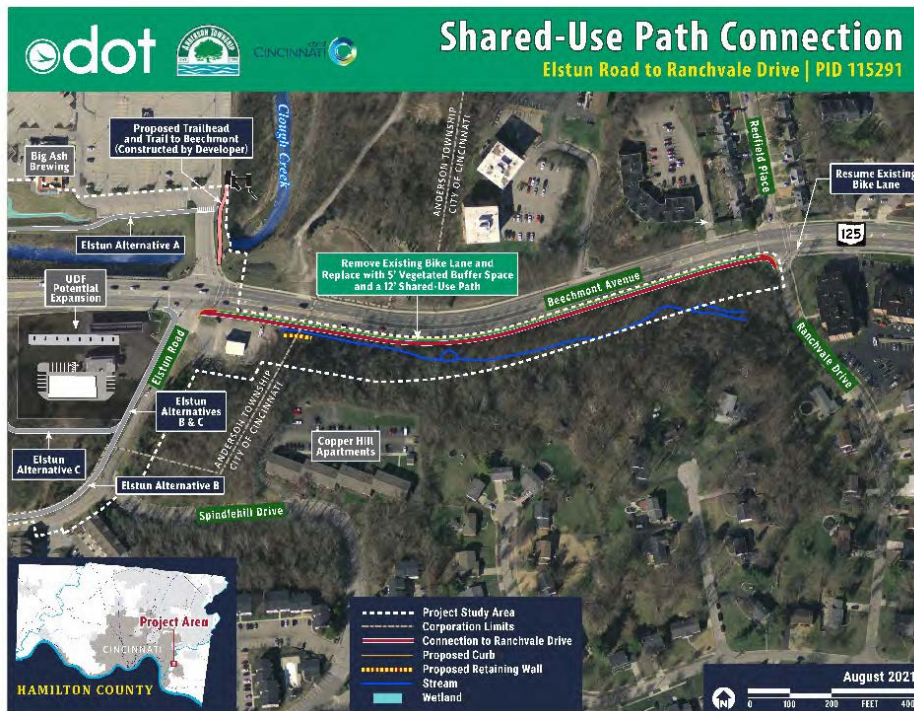 odot
ANDERSON TOWNSHIP
city of
CINCINNATI
Shared-Use Path Connection
Elstun Road to Ranchvale Drive | PID 115291
Proposed Trailhead
and Trail to Beechmont
(Constructed by Developer)
Clough Creek
ANDERSON TOWNSHIP
CITY OF CINCINNATI
Redfield Place
Big Ash
Brewing
Resume Existing
Bike Lane
125
Elstun Alternative A
UDF
Potential
Expansion
Remove Existing Bike Lane and
Replace with 5' Vegetated Buffer Space
and a 12' Shared-Use Path
Beechmont Avenue
Ranchvale Drive
Elstun Road
Elstun
Alternatives
B & C
ANDERSON TOWNSHIP
CITY OF CINCINNATI
Copper Hill
Apartments
Elstun
Alternative C
Elstun Alternative B
Spindlehill Drive
Project Area
CINCINNATI
HAMILTON COUNTY
Project Study Area
Corporation Limits
Connection to Ranchvale Drive
Proposed Curb
Proposed Retaining Wall
Stream
Wetland
August 2021
N
0 100 200 FEET 400